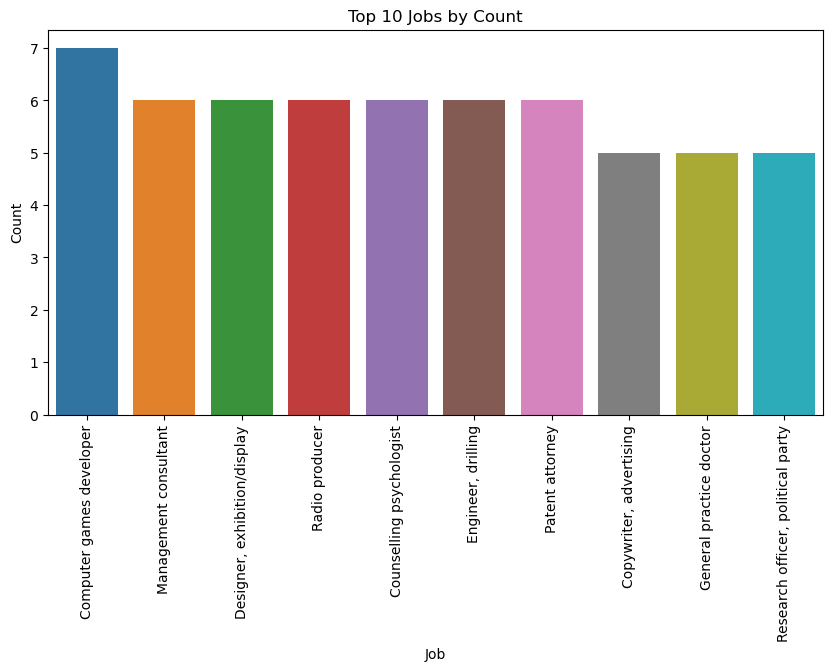 Top 10 Jobs by Count
Count
7
6
5
4
3
2
1
0
Computer games developer
Management consultant
Designer, exhibition/display
Radio producer
Counselling psychologist
Engineer, drilling
Patent attorney
Copywriter, advertising
General practice doctor
Research officer, political party
Job